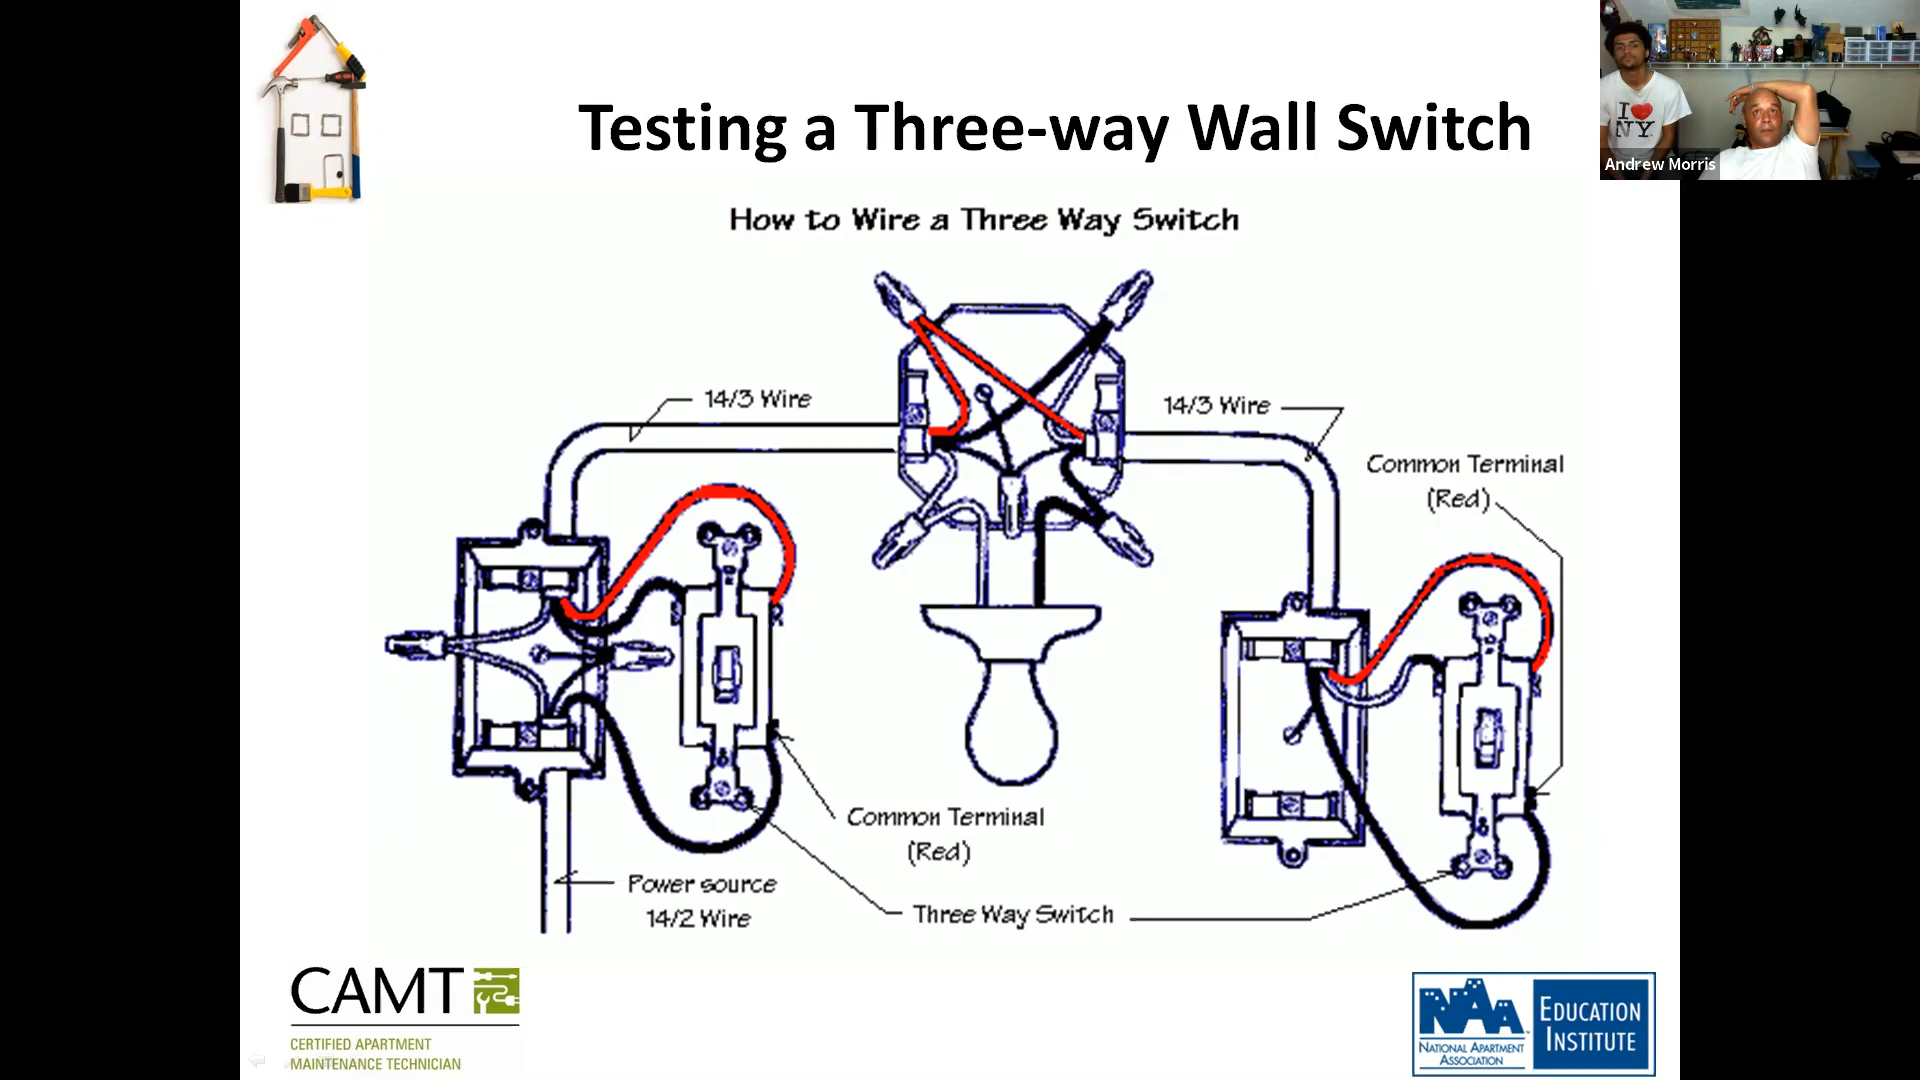 Testing a Three-way Wall Switch
I ♥ NY
Andrew Morris
How to Wire a Three Way Switch
14/3 Wire
14/3 Wire
Common Terminal
(Red)
Common Terminal
(Red)
Power source
14/2 Wire
Three Way Switch
CAMT
CERTIFIED APARTMENT
MAINTENANCE TECHNICIAN
NAA
NATIONAL APARTMENT
ASSOCIATION
EDUCATION
INSTITUTE